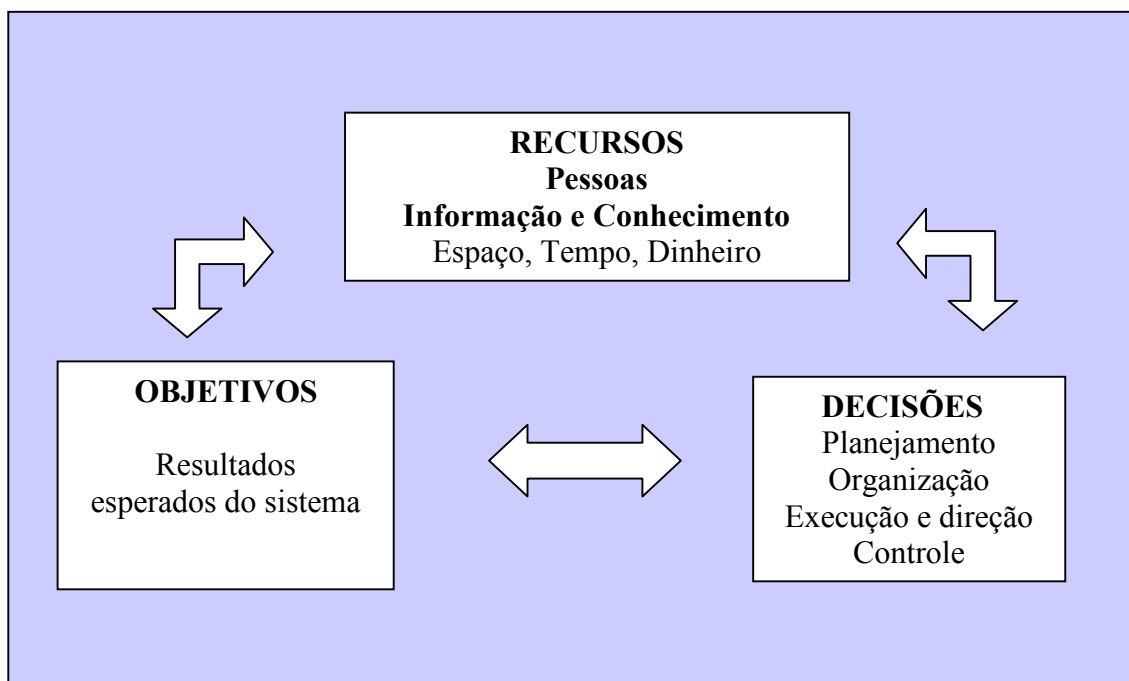 RECURSOS
Pessoas
Informação e Conhecimento
Espaço, Tempo, Dinheiro
OBJETIVOS
Resultados
esperados do sistema
DECISÕES
Planejamento
Organização
Execução e direção
Controle